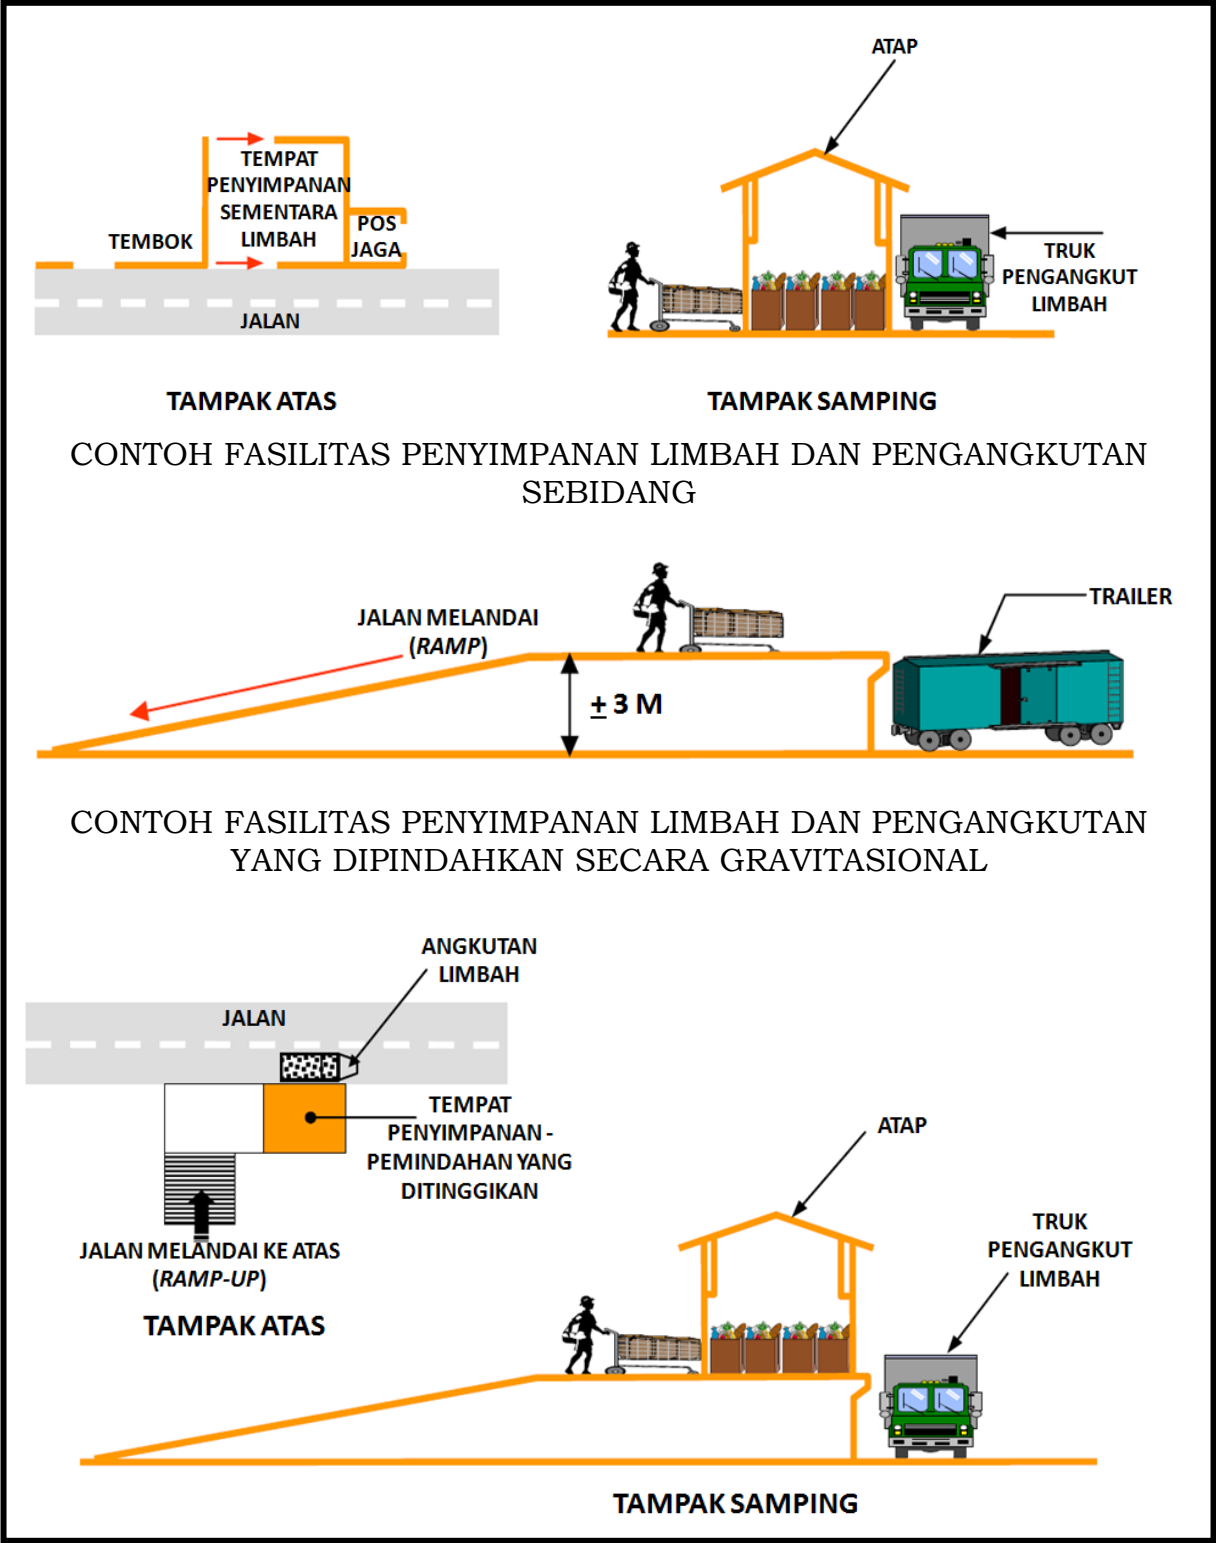 ATAP
TEMPAT
PENYIMPANAN
SEMENTARA
LIMBAH
POS
JAGA
TEMBOK
JALAN
TRUK
PENGANGKUT
LIMBAH
TAMPAK ATAS
TAMPAK SAMPING
CONTOH FASILITAS PENYIMPANAN LIMBAH DAN PENGANGKUTAN
SEBIDANG
JALAN MELANDAI
(RAMP)
TRAILER
± 3 M
CONTOH FASILITAS PENYIMPANAN LIMBAH DAN PENGANGKUTAN
YANG DIPINDAHKAN SECARA GRAVITASIONAL
ANGKUTAN
LIMBAH
JALAN
TEMPAT
PENYIMPANAN -
PEMINDAHAN YANG
DITINGGIKAN
JALAN MELANDAI KE ATAS
(RAMP-UP)
TAMPAK ATAS
ATAP
TRUK
PENGANGKUT
LIMBAH
TAMPAK SAMPING